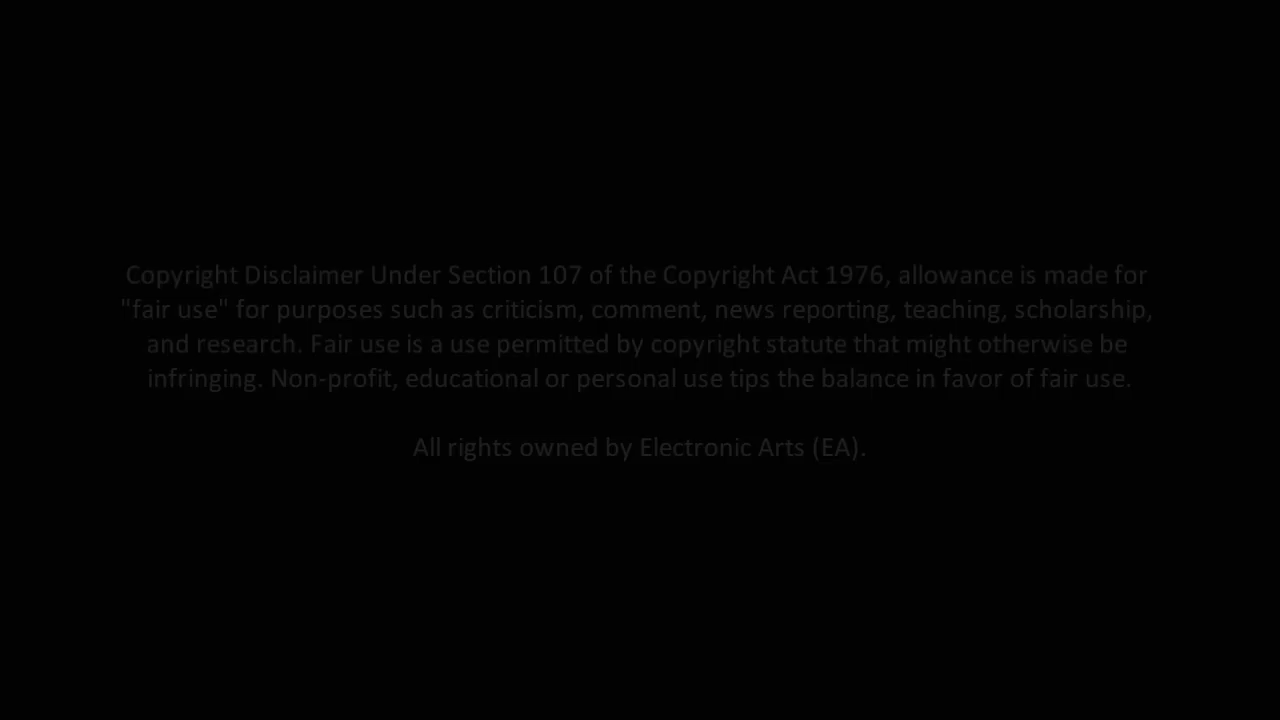 Copyright Disclaimer Under Section 107 of the Copyright Act 1976, allowance is made for
"fair use" for purposes such as criticism, comment, news reporting, teaching, scholarship,
and research. Fair use is a use permitted by copyright statute that might otherwise be
infringing. Non-profit, educational or personal use tips the balance in favor of fair use.
All rights owned by Electronic Arts (EA).